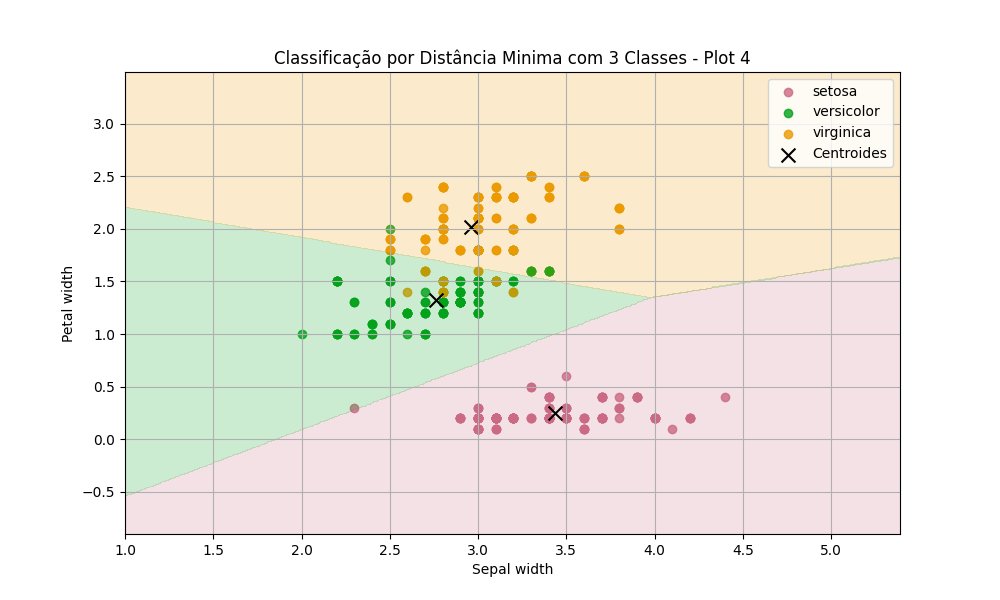 Classificação por Distância Minima com 3 Classes - Plot 4
setosa
versicolor
virginica
Centroides
Petal width
3.0
2.5
2.0
1.5
1.0
0.5
0.0
−0.5
1.0 1.5 2.0 2.5 3.0 3.5 4.0 4.5 5.0
Sepal width